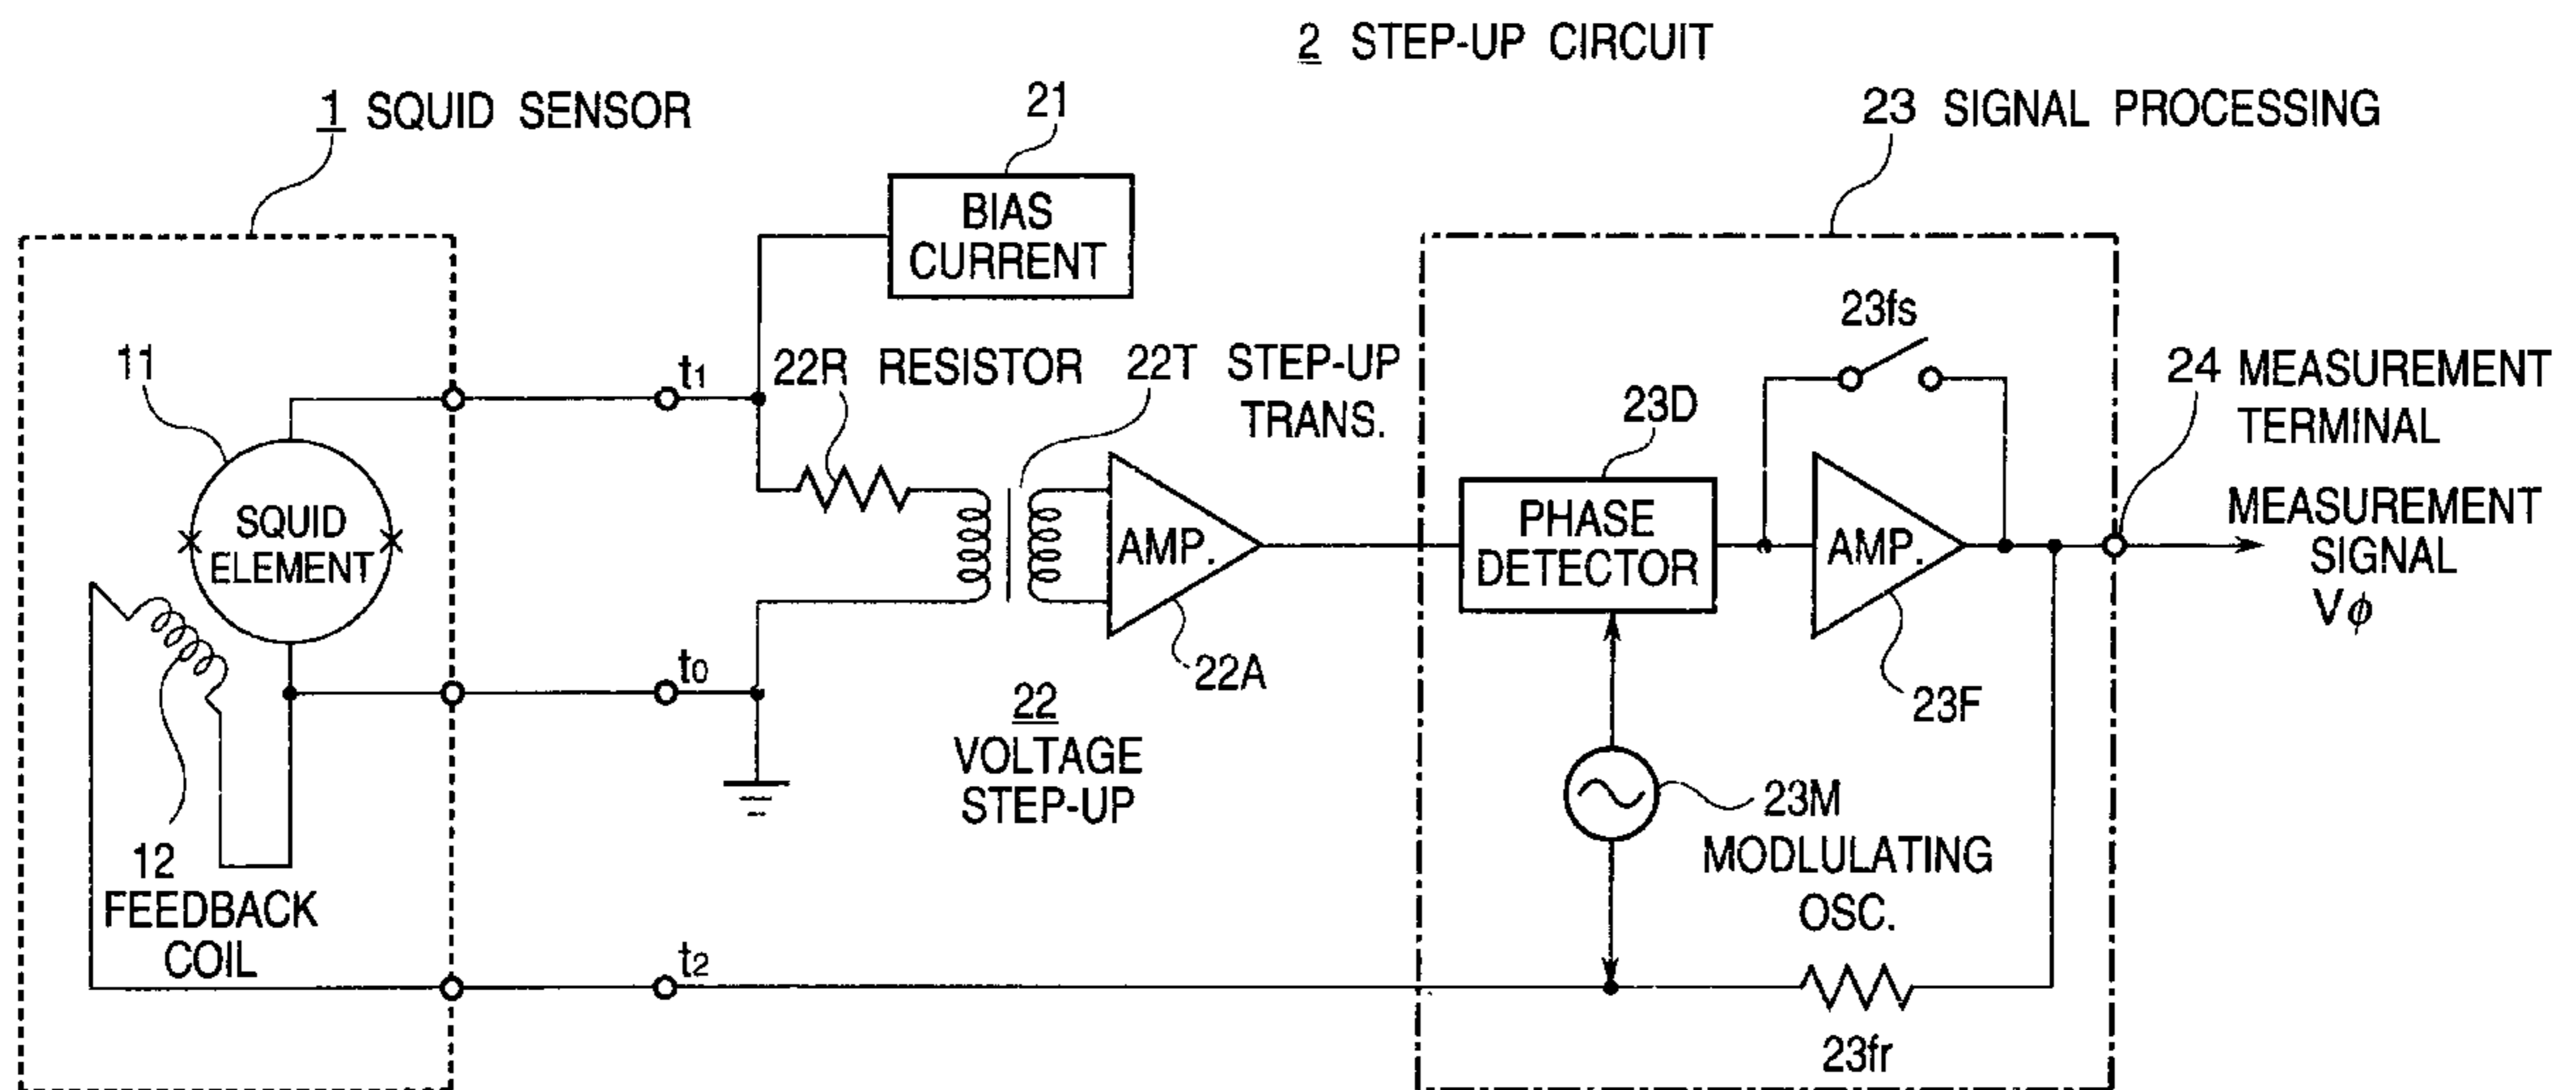 2 STEP-UP CIRCUIT
1 SQUID SENSOR
21
23 SIGNAL PROCESSING
BIAS
CURRENT
11
t1
22R RESISTOR
22T STEP-UP
TRANS.
23fs
23D
24 MEASUREMENT
TERMINAL
SQUID
ELEMENT
AMP.
PHASE
DETECTOR
AMP.
MEASUREMENT
SIGNAL
Vϕ
t0
22A
23F
22
VOLTAGE
STEP-UP
23M
MODLULATING
OSC.
12
FEEDBACK
COIL
t2
23fr